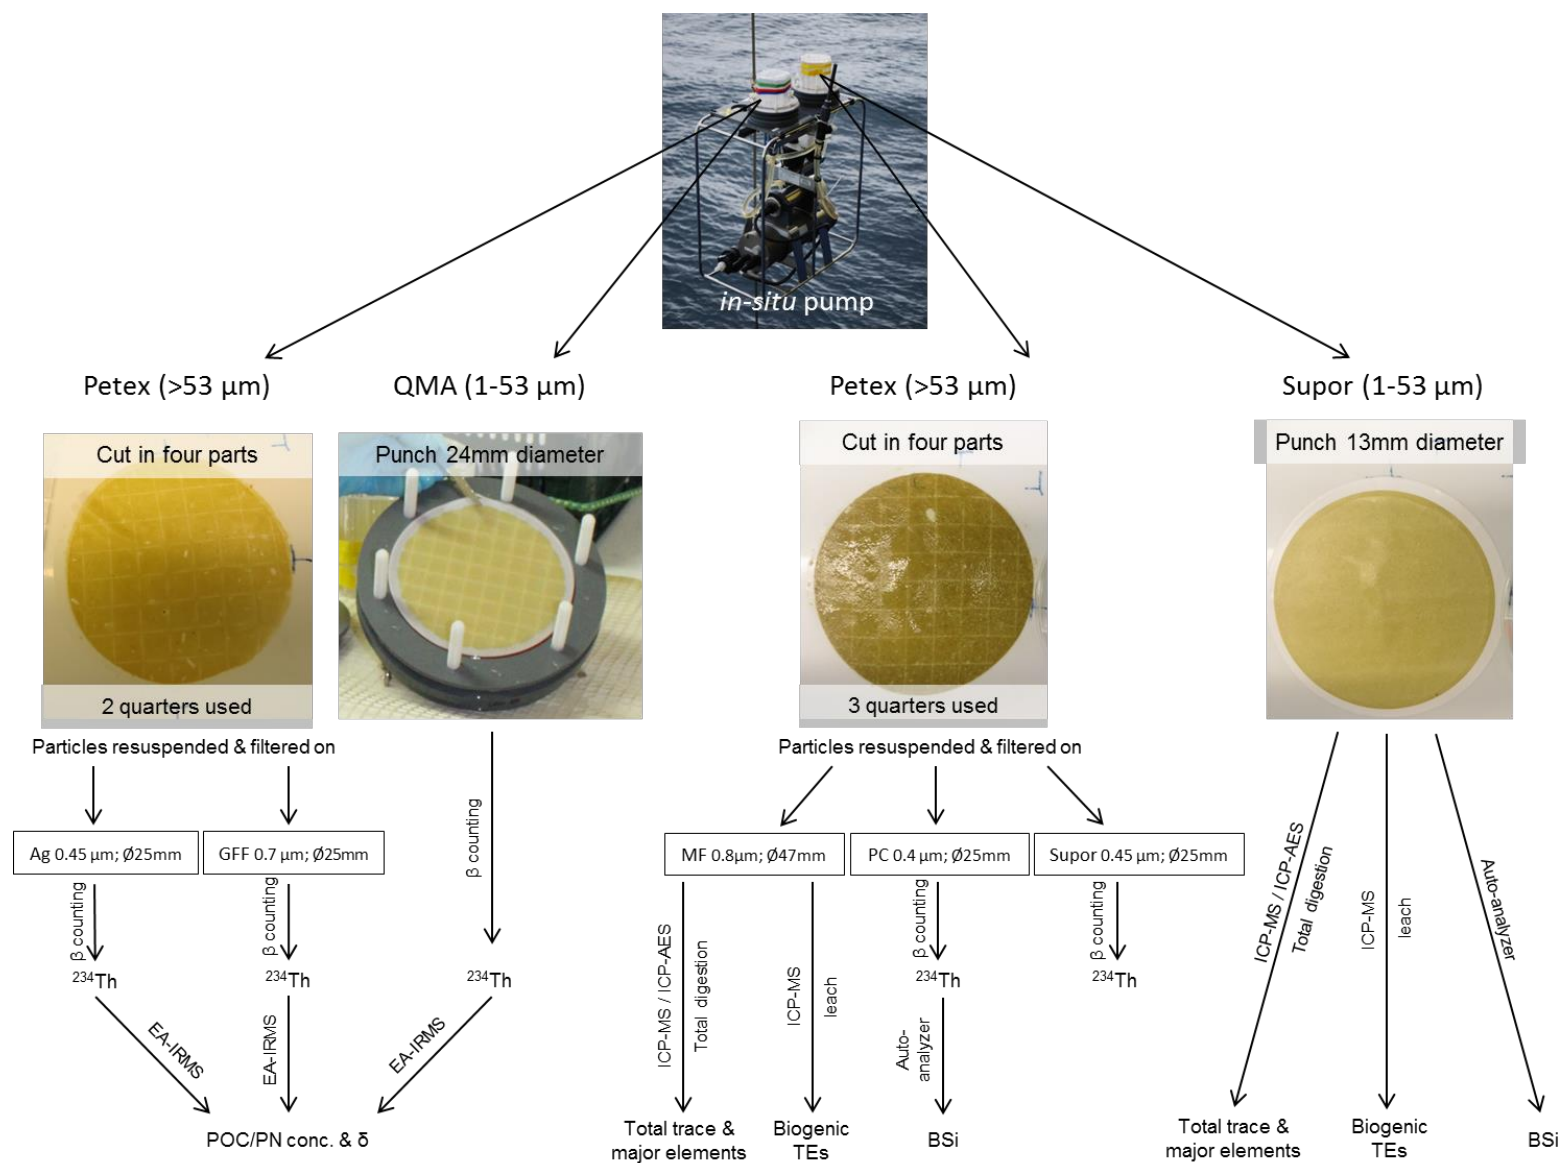 in-situ pump
Petex (>53 µm)
QMA (1-53 µm)
Petex (>53 µm)
Supor (1-53 µm)
Cut in four parts
Punch 24mm diameter
Cut in four parts
Punch 13mm diameter
2 quarters used
3 quarters used
Particles resuspended & filtered on
Particles resuspended & filtered on
Ag 0.45 µm; Ø25mm
GFF 0.7 µm; Ø25mm
β counting
MF 0.8µm; Ø47mm
PC 0.4 µm; Ø25mm
Supor 0.45 µm; Ø25mm
β counting
β counting
β counting
β counting
ICP-MS / ICP-AES
Total digestion
ICP-MS
leach
Auto-analyzer
²³⁴Th
²³⁴Th
²³⁴Th
²³⁴Th
²³⁴Th
ICP-MS / ICP-AES
Total digestion
ICP-MS
leach
Auto-
analyzer
EA-IRMS
EA-IRMS
EA-IRMS
POC/PN conc. & δ
Total trace &
major elements
Biogenic
TEs
BSi
Total trace &
major elements
Biogenic
TEs
BSi